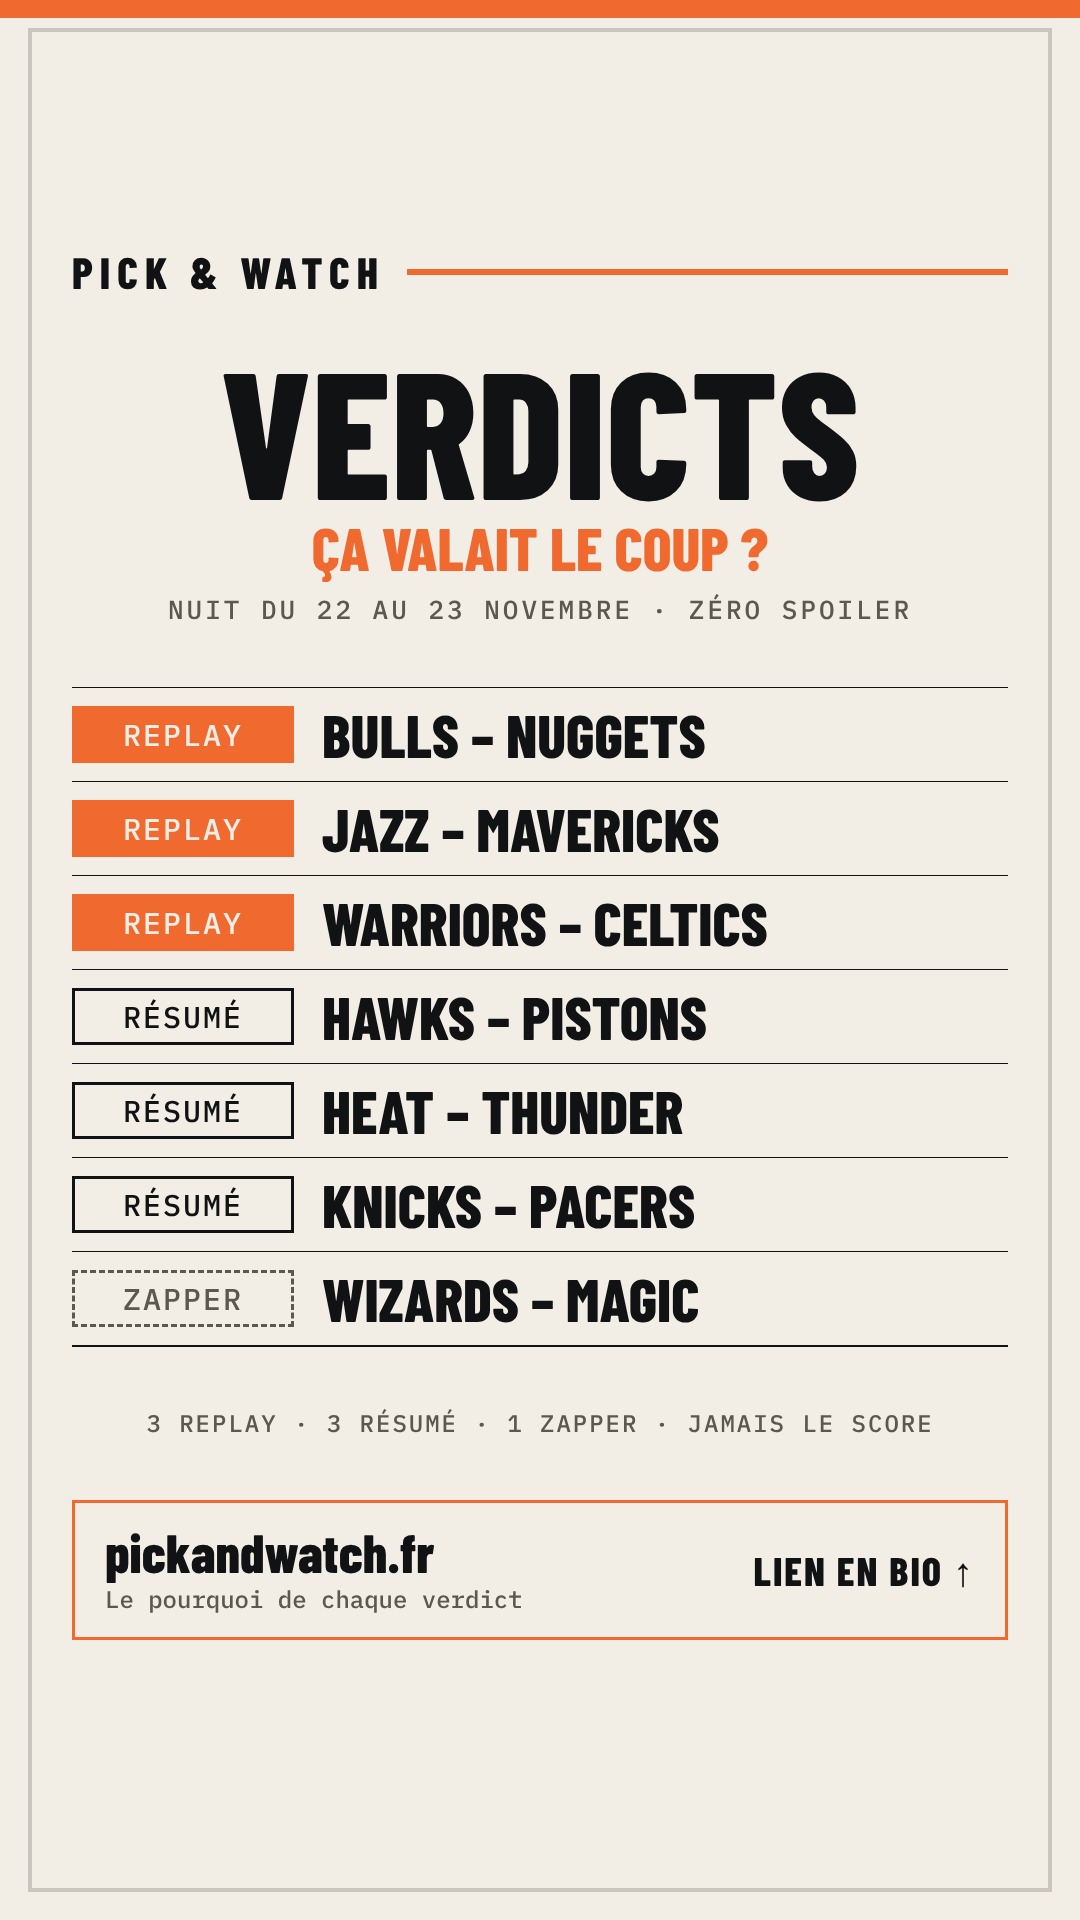 PICK & WATCH
VERDICTS
ÇA VALAIT LE COUP ?
NUIT DU 22 AU 23 NOVEMBRE · ZÉRO SPOILER
REPLAY BULLS – NUGGETS
REPLAY JAZZ – MAVERICKS
REPLAY WARRIORS – CELTICS
RÉSUMÉ HAWKS – PISTONS
RÉSUMÉ HEAT – THUNDER
RÉSUMÉ KNICKS – PACERS
ZAPPER WIZARDS – MAGIC
3 REPLAY · 3 RÉSUMÉ · 1 ZAPPER · JAMAIS LE SCORE
pickandwatch.fr
Le pourquoi de chaque verdict
LIEN EN BIO ↑